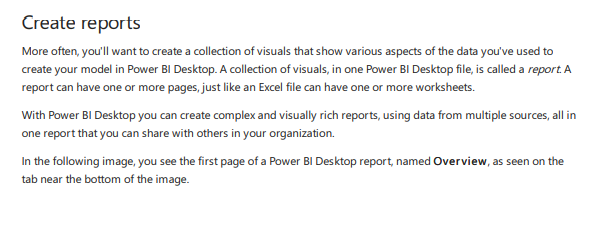 Create reports
More often, you'll want to create a collection of visuals that show various aspects of the data you've used to
create your model in Power BI Desktop. A collection of visuals, in one Power BI Desktop file, is called a report. A
report can have one or more pages, just like an Excel file can have one or more worksheets.
With Power BI Desktop you can create complex and visually rich reports, using data from multiple sources, all in
one report that you can share with others in your organization.
In the following image, you see the first page of a Power BI Desktop report, named Overview, as seen on the
tab near the bottom of the image.